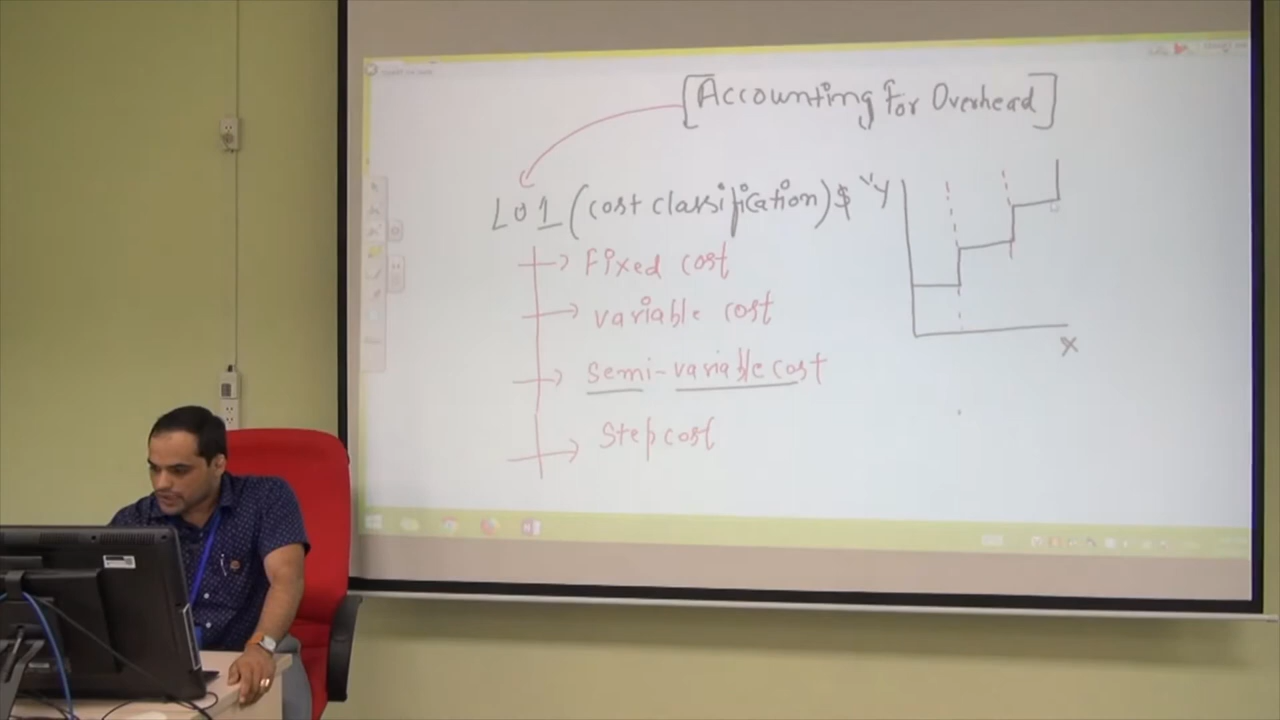 [Accounting for Overhead]
LO 1 (cost classification) $ "y
Fixed cost
variable cost
semi-variable cost
Step cost
X